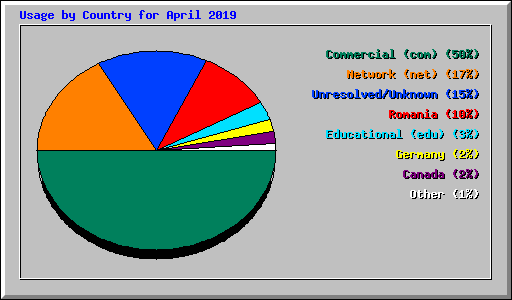 Usage by Country for April 2019
Commercial (com) (50%)
Network (net) (17%)
Unresolved/Unknown (15%)
Romania (10%)
Educational (edu) (3%)
Germany (2%)
Canada (2%)
Other (1%)